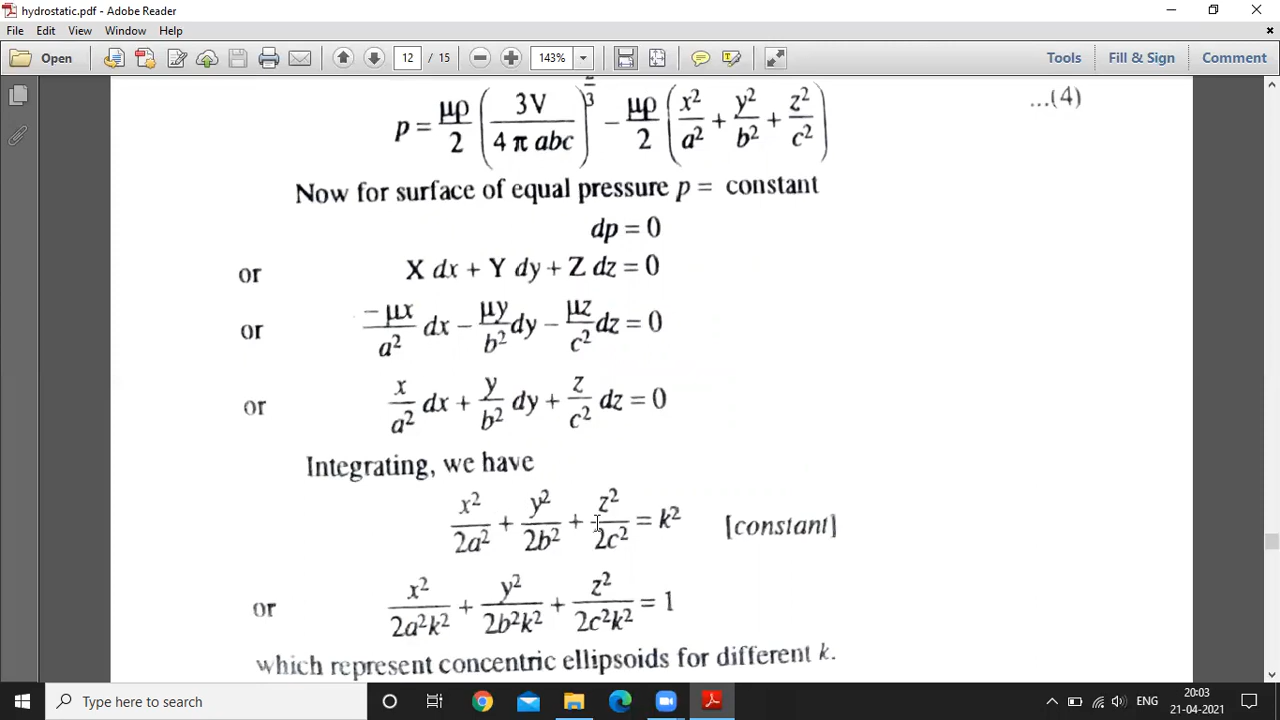 hydrostatic.pdf - Adobe Reader
File Edit View Window Help
Open 12 / 15 143% Tools Fill & Sign Comment
p = μρ/2 (3V/4 π abc)^2/3 − μρ/2 (x²/a² + y²/b² + z²/c²) ...(4)
Now for surface of equal pressure p = constant
dp = 0
or X dx + Y dy + Z dz = 0
or −μx/a² dx − μy/b² dy − μz/c² dz = 0
or x/a² dx + y/b² dy + z/c² dz = 0
Integrating, we have
x²/2a² + y²/2b² + z²/2c² = k² [constant]
or x²/2a²k² + y²/2b²k² + z²/2c²k² = 1
which represent concentric ellipsoids for different k.
Type here to search
ENG
20:03
21-04-2021